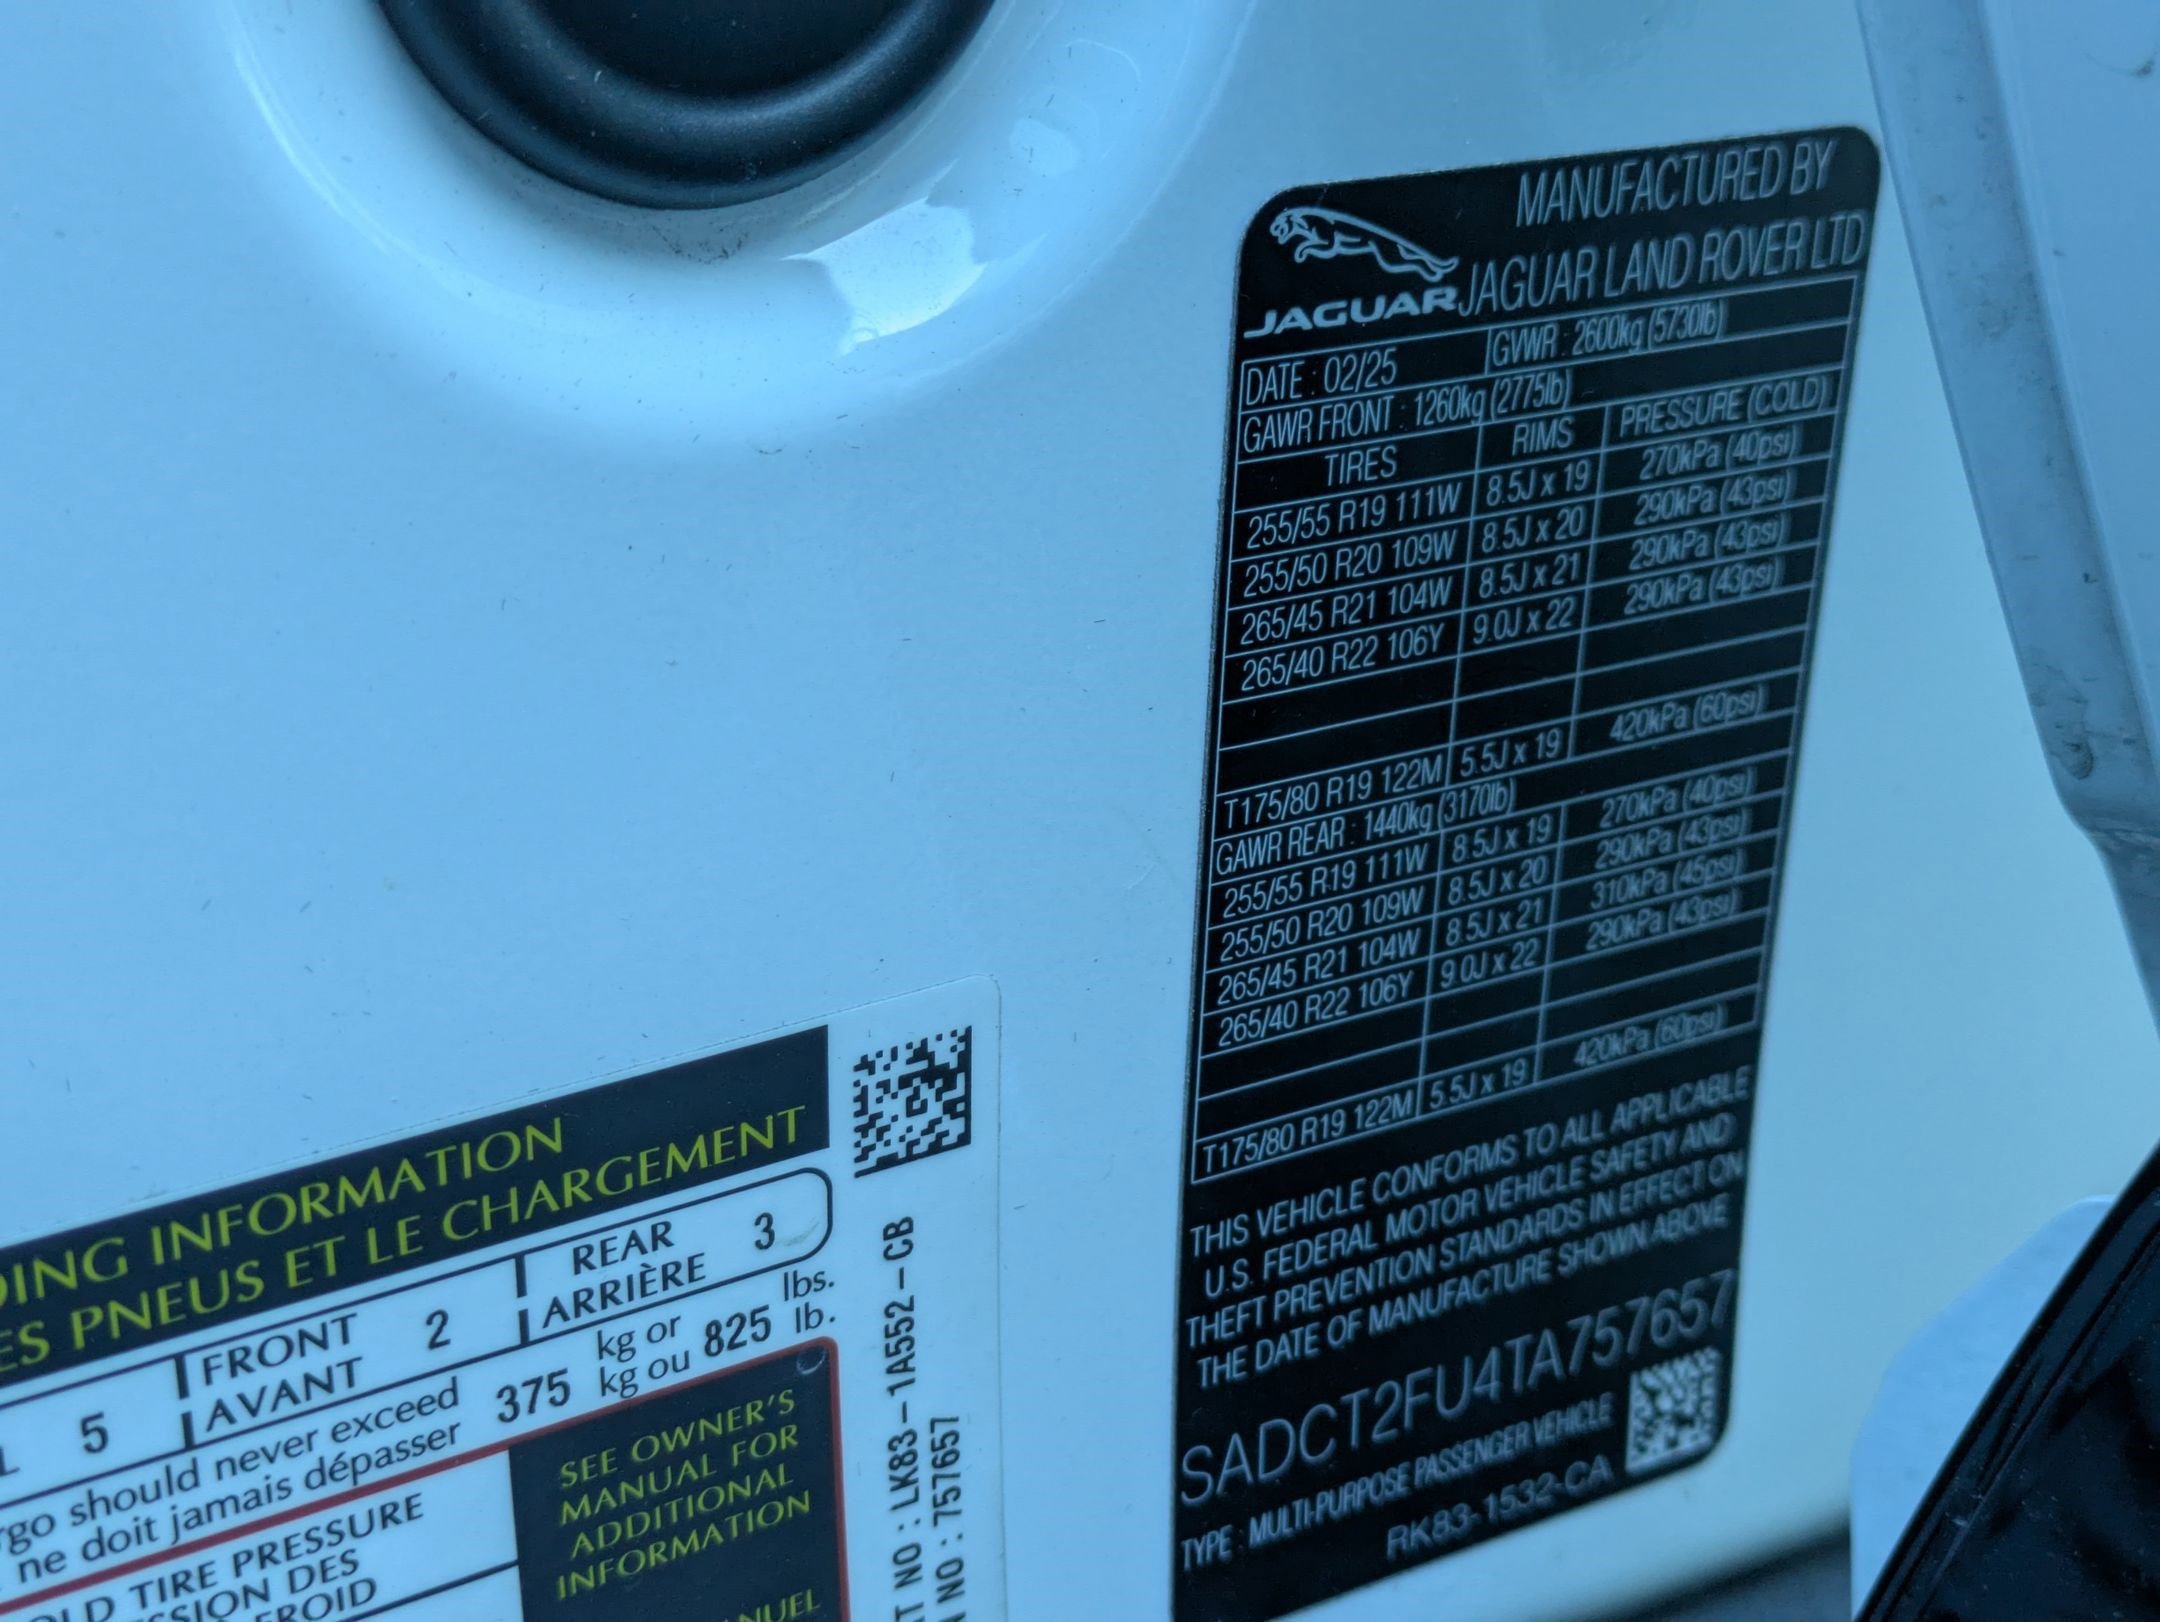 JAGUAR
MANUFACTURED BY
JAGUAR LAND ROVER LTD
DATE : 02/25 GVWR : 2600kg (5730lb)
GAWR FRONT : 1260kg (2775lb)
TIRES RIMS PRESSURE (COLD)
255/55 R19 111W 8.5J x 19 270kPa (40psi)
255/50 R20 109W 8.5J x 20 290kPa (43psi)
265/45 R21 104W 8.5J x 21 290kPa (43psi)
265/40 R22 106Y 9.0J x 22 290kPa (43psi)
T175/80 R19 122M 5.5J x 19 420kPa (60psi)
GAWR REAR : 1440kg (3170lb)
255/55 R19 111W 8.5J x 19 270kPa (40psi)
255/50 R20 109W 8.5J x 20 290kPa (43psi)
265/45 R21 104W 8.5J x 21 310kPa (45psi)
265/40 R22 106Y 9.0J x 22 290kPa (43psi)
T175/80 R19 122M 5.5J x 19 420kPa (60psi)
THIS VEHICLE CONFORMS TO ALL APPLICABLE
U.S. FEDERAL MOTOR VEHICLE SAFETY AND
THEFT PREVENTION STANDARDS IN EFFECT ON
THE DATE OF MANUFACTURE SHOWN ABOVE
SADCT2FU4TA757657
TYPE : MULTI-PURPOSE PASSENGER VEHICLE
RK83-1532-CA
DING INFORMATION
ES PNEUS ET LE CHARGEMENT
L 5 FRONT 2 REAR 3
AVANT ARRIÈRE
rgo should never exceed 375 kg or 825 lbs.
ne doit jamais dépasser kg ou lb.
LD TIRE PRESSURE
SSION DES
FROID
SEE OWNER'S
MANUAL FOR
ADDITIONAL
INFORMATION
NUEL
T NO : LK83-1A552-CB
N NO : 757657